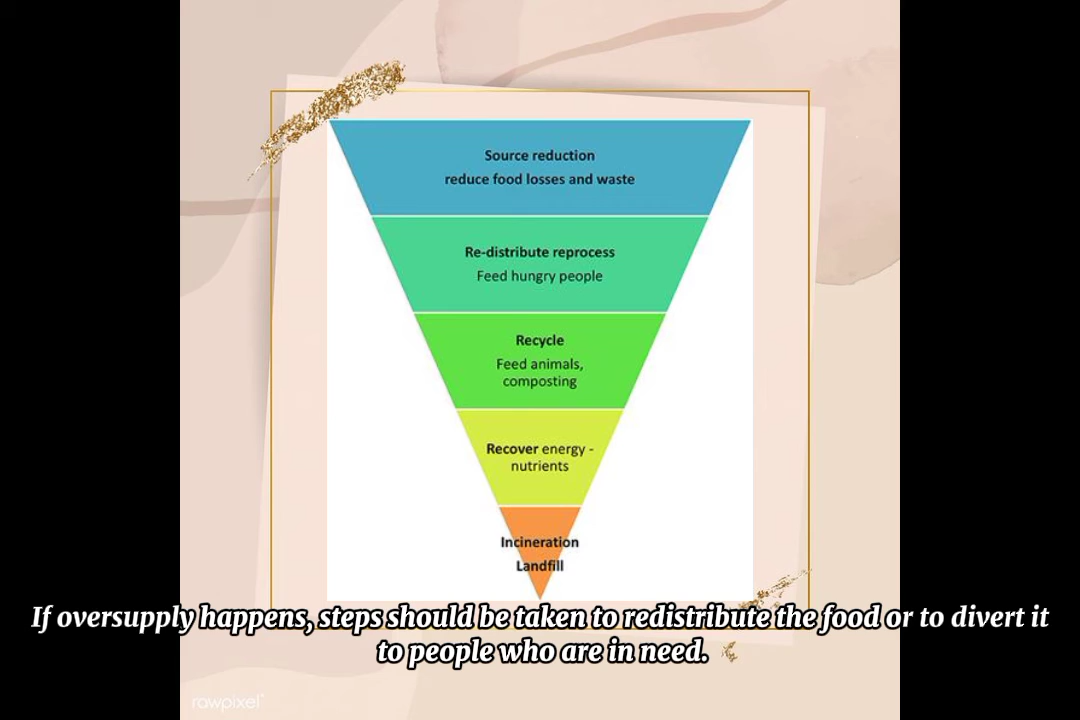 Source reduction
reduce food losses and waste
Re-distribute reprocess
Feed hungry people
Recycle
Feed animals,
composting
Recover energy -
nutrients
Incineration
Landfill
If oversupply happens, steps should be taken to redistribute the food or to divert it
to people who are in need.
rawpixel